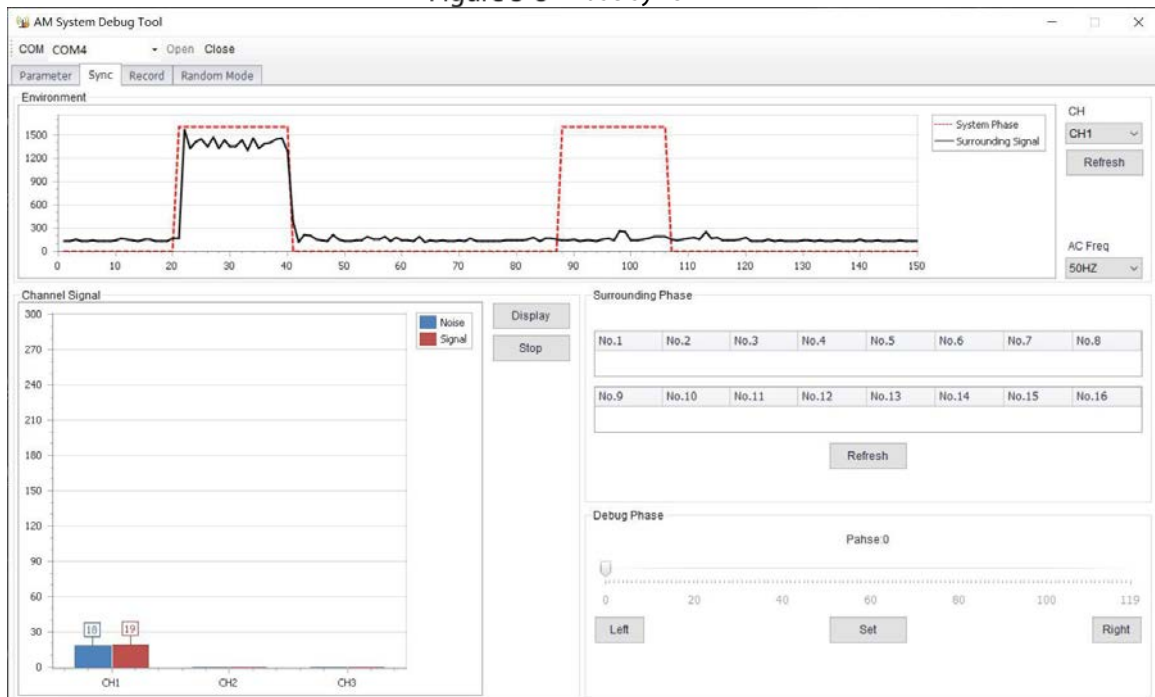 AM System Debug Tool
COM COM4 Open Close
Parameter Sync Record Random Mode
Environment
1500
1200
900
600
300
0
0 10 20 30 40 50 60 70 80 90 100 110 120 130 140 150
System Phase
Surrounding Signal
CH
CH1
Refresh
AC Freq
50HZ
Channel Signal
300
270
240
210
180
150
120
90
60
30
0
18 19
CH1 CH2 CH3
Noise
Signal
Display
Stop
Surrounding Phase
No.1 No.2 No.3 No.4 No.5 No.6 No.7 No.8
No.9 No.10 No.11 No.12 No.13 No.14 No.15 No.16
Refresh
Debug Phase
Pahse:0
0 20 40 60 80 100 119
Left Set Right